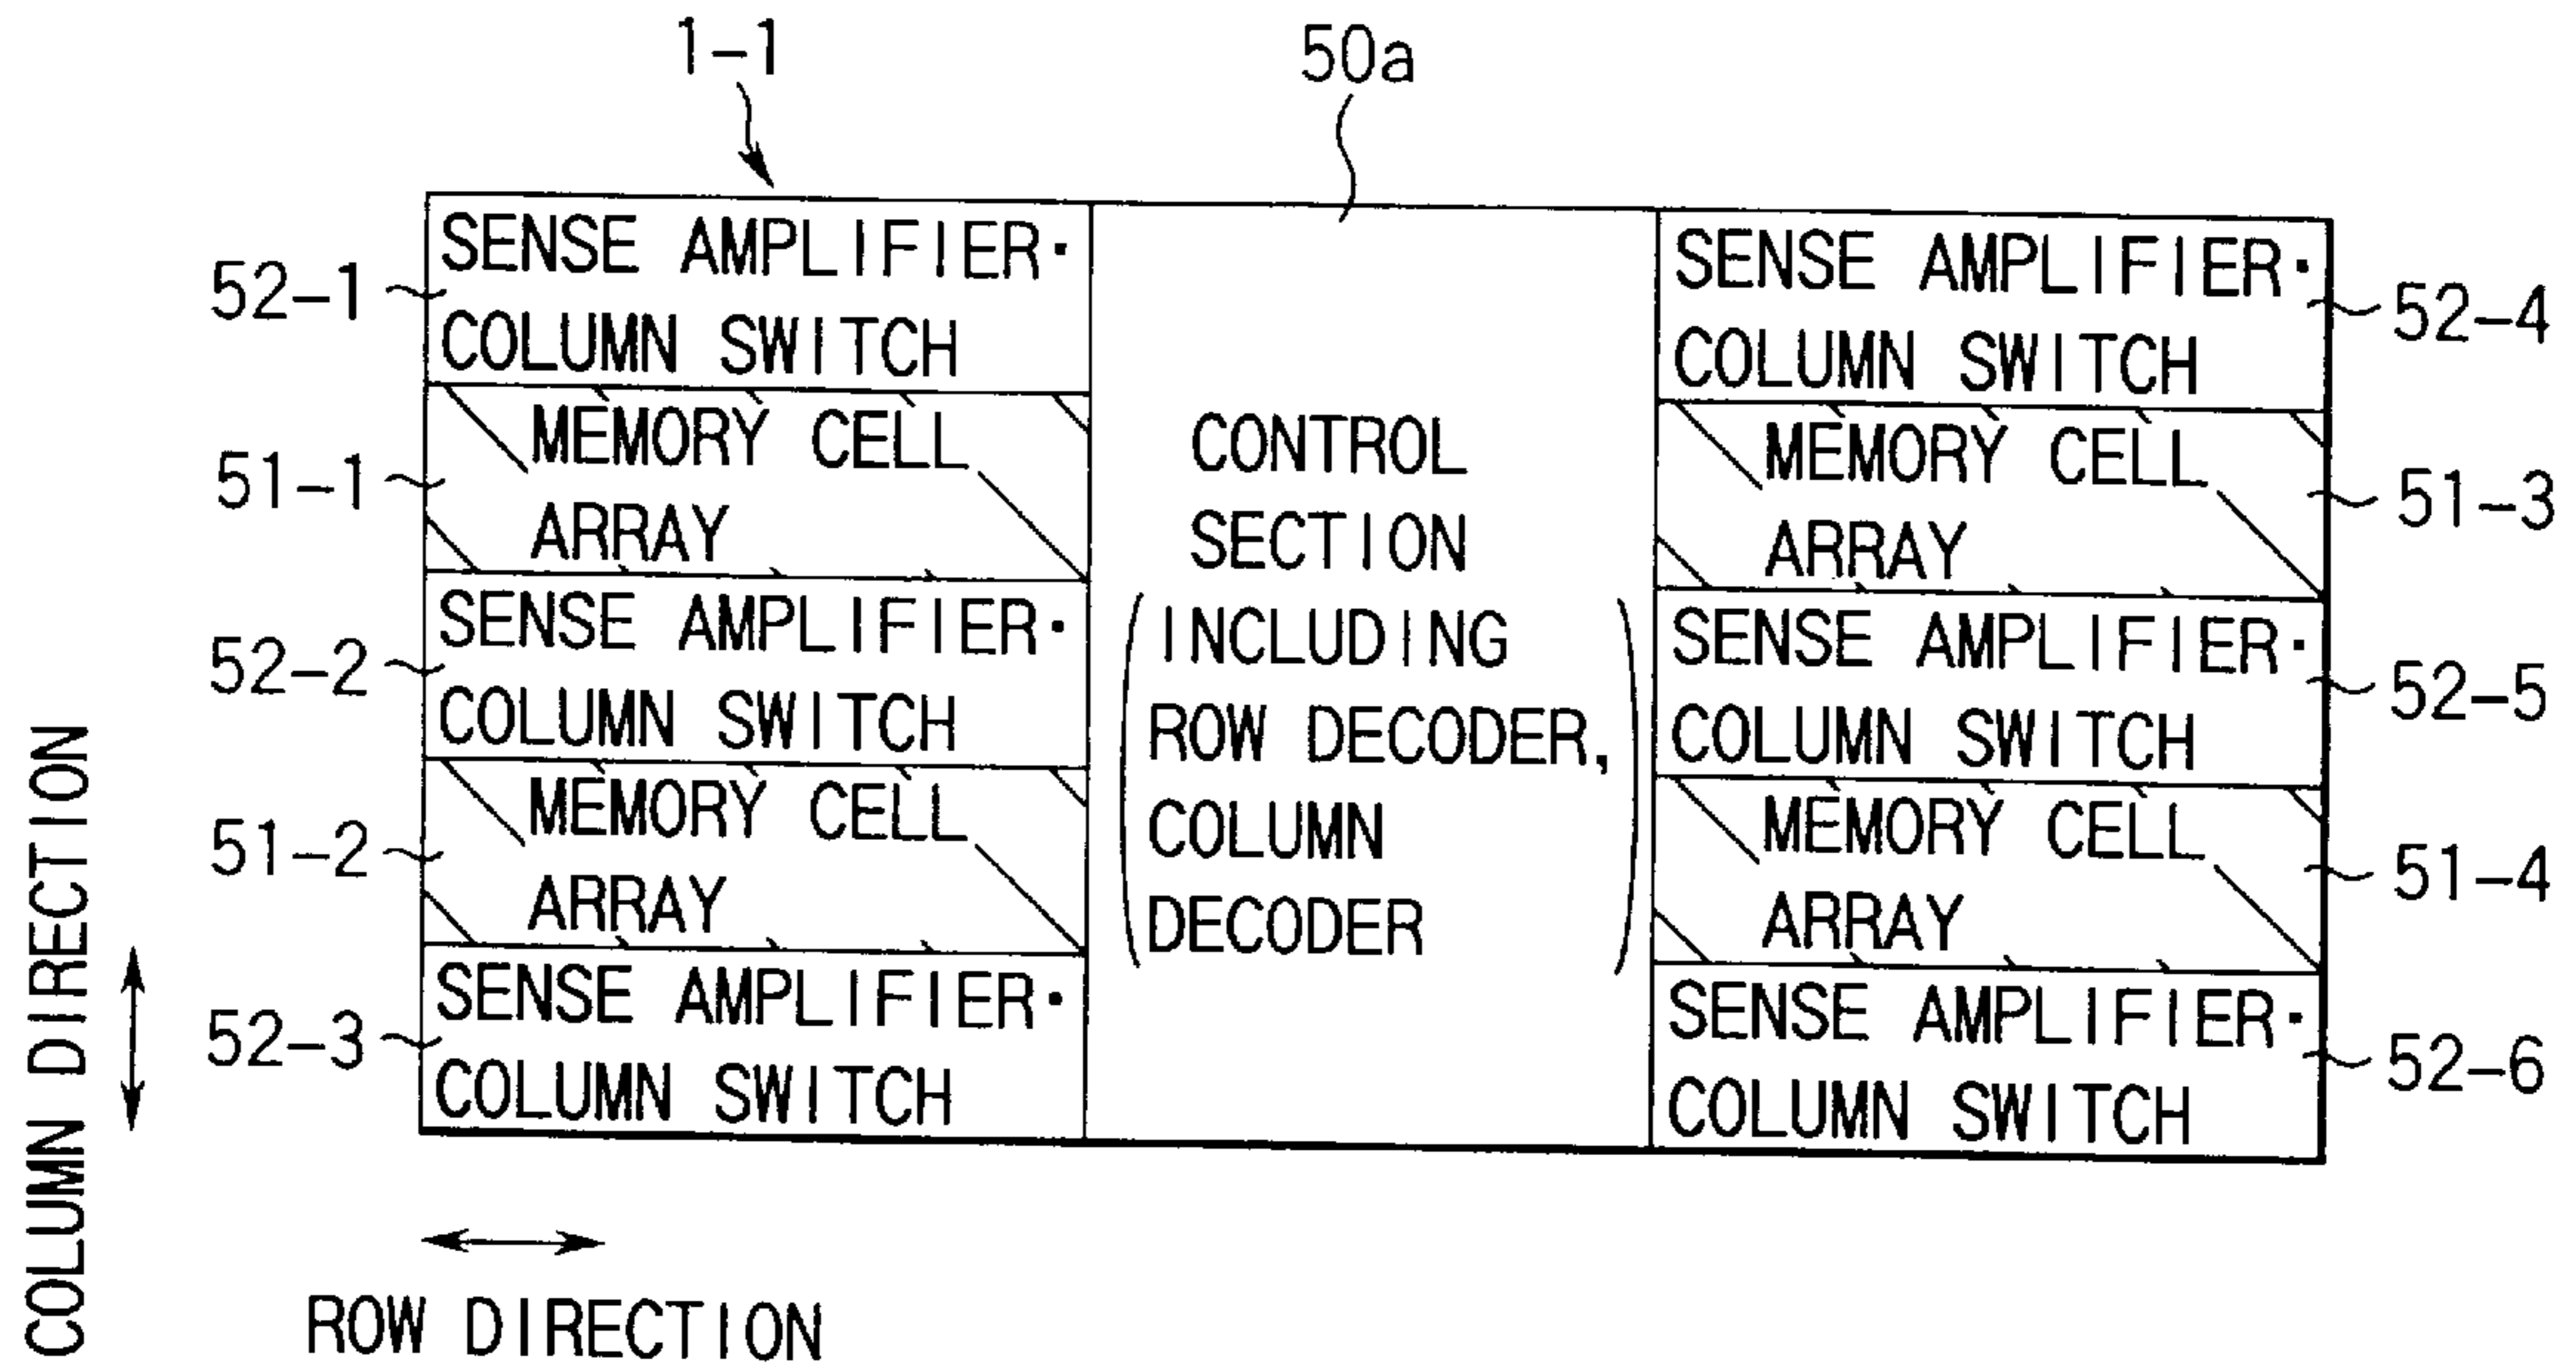 1-1
50a
52-1
SENSE AMPLIFIER·
COLUMN SWITCH
51-1
MEMORY CELL
ARRAY
52-2
SENSE AMPLIFIER·
COLUMN SWITCH
51-2
MEMORY CELL
ARRAY
52-3
SENSE AMPLIFIER·
COLUMN SWITCH
CONTROL
SECTION
(INCLUDING
ROW DECODER,
COLUMN
DECODER)
SENSE AMPLIFIER·
COLUMN SWITCH
52-4
MEMORY CELL
ARRAY
51-3
SENSE AMPLIFIER·
COLUMN SWITCH
52-5
MEMORY CELL
ARRAY
51-4
SENSE AMPLIFIER·
COLUMN SWITCH
52-6
COLUMN DIRECTION
ROW DIRECTION